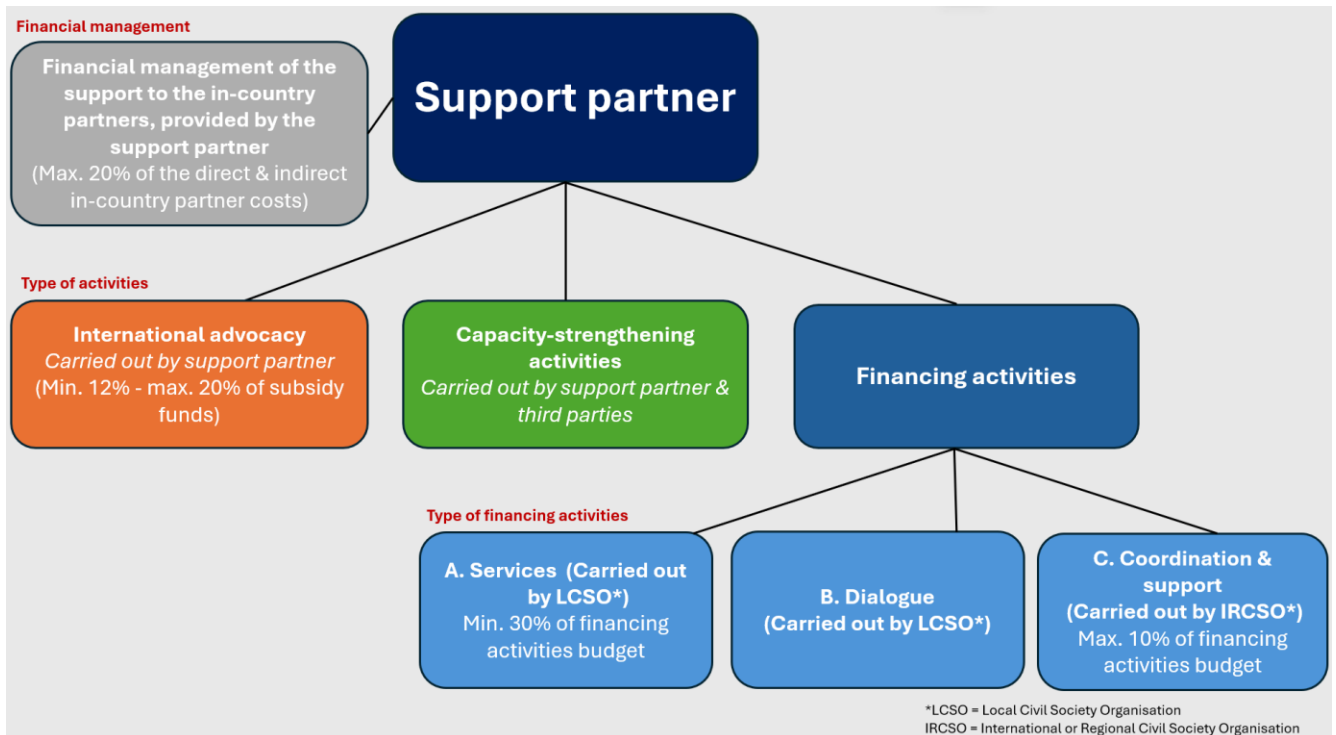 Financial management
Financial management of the
support to the in-country
partners, provided by the
support partner
(Max. 20% of the direct & indirect
in-country partner costs)
Support partner
Type of activities
International advocacy
Carried out by support partner
(Min. 12% - max. 20% of subsidy
funds)
Capacity-strengthening
activities
Carried out by support partner &
third parties
Financing activities
Type of financing activities
A. Services (Carried out
by LCSO*)
Min. 30% of financing
activities budget
B. Dialogue
(Carried out by LCSO*)
C. Coordination &
support
(Carried out by IRCSO*)
Max. 10% of financing
activities budget
*LCSO = Local Civil Society Organisation
IRCSO = International or Regional Civil Society Organisation